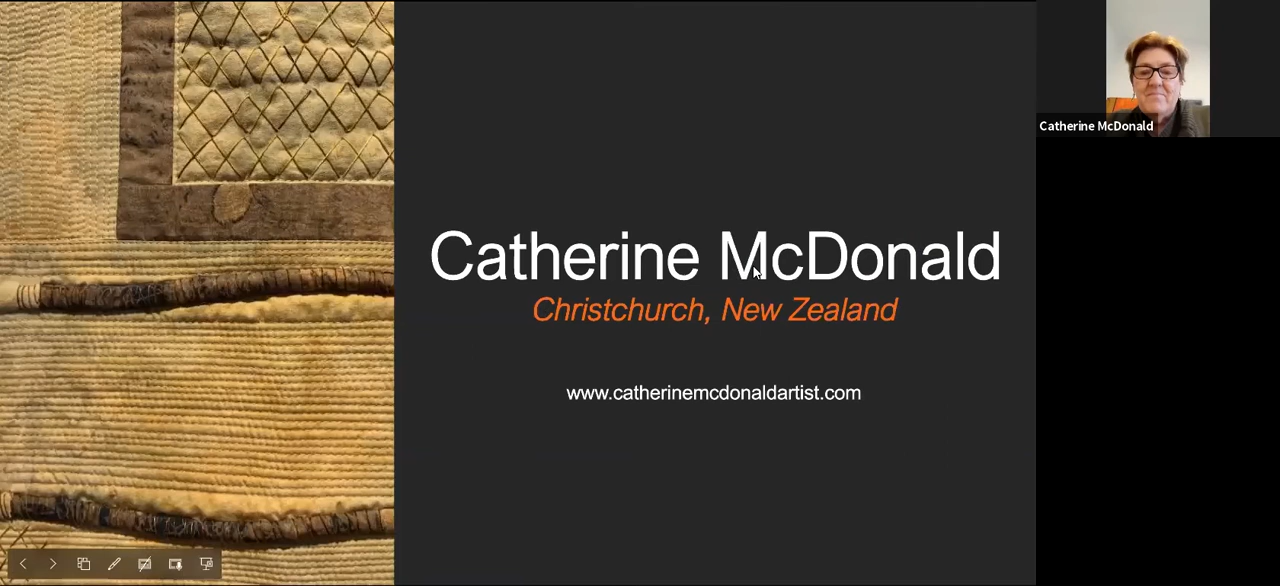 Catherine McDonald
Christchurch, New Zealand
www.catherinemcdonaldartist.com
Catherine McDonald